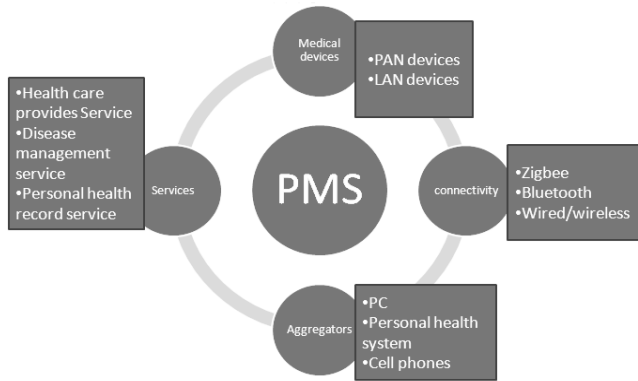 Medical
devices
•PAN devices
•LAN devices
•Health care
provides Service
•Disease
management
service
•Personal health
record service
Services
PMS
connectivity
•Zigbee
•Bluetooth
•Wired/wireless
Aggregators
•PC
•Personal health
system
•Cell phones